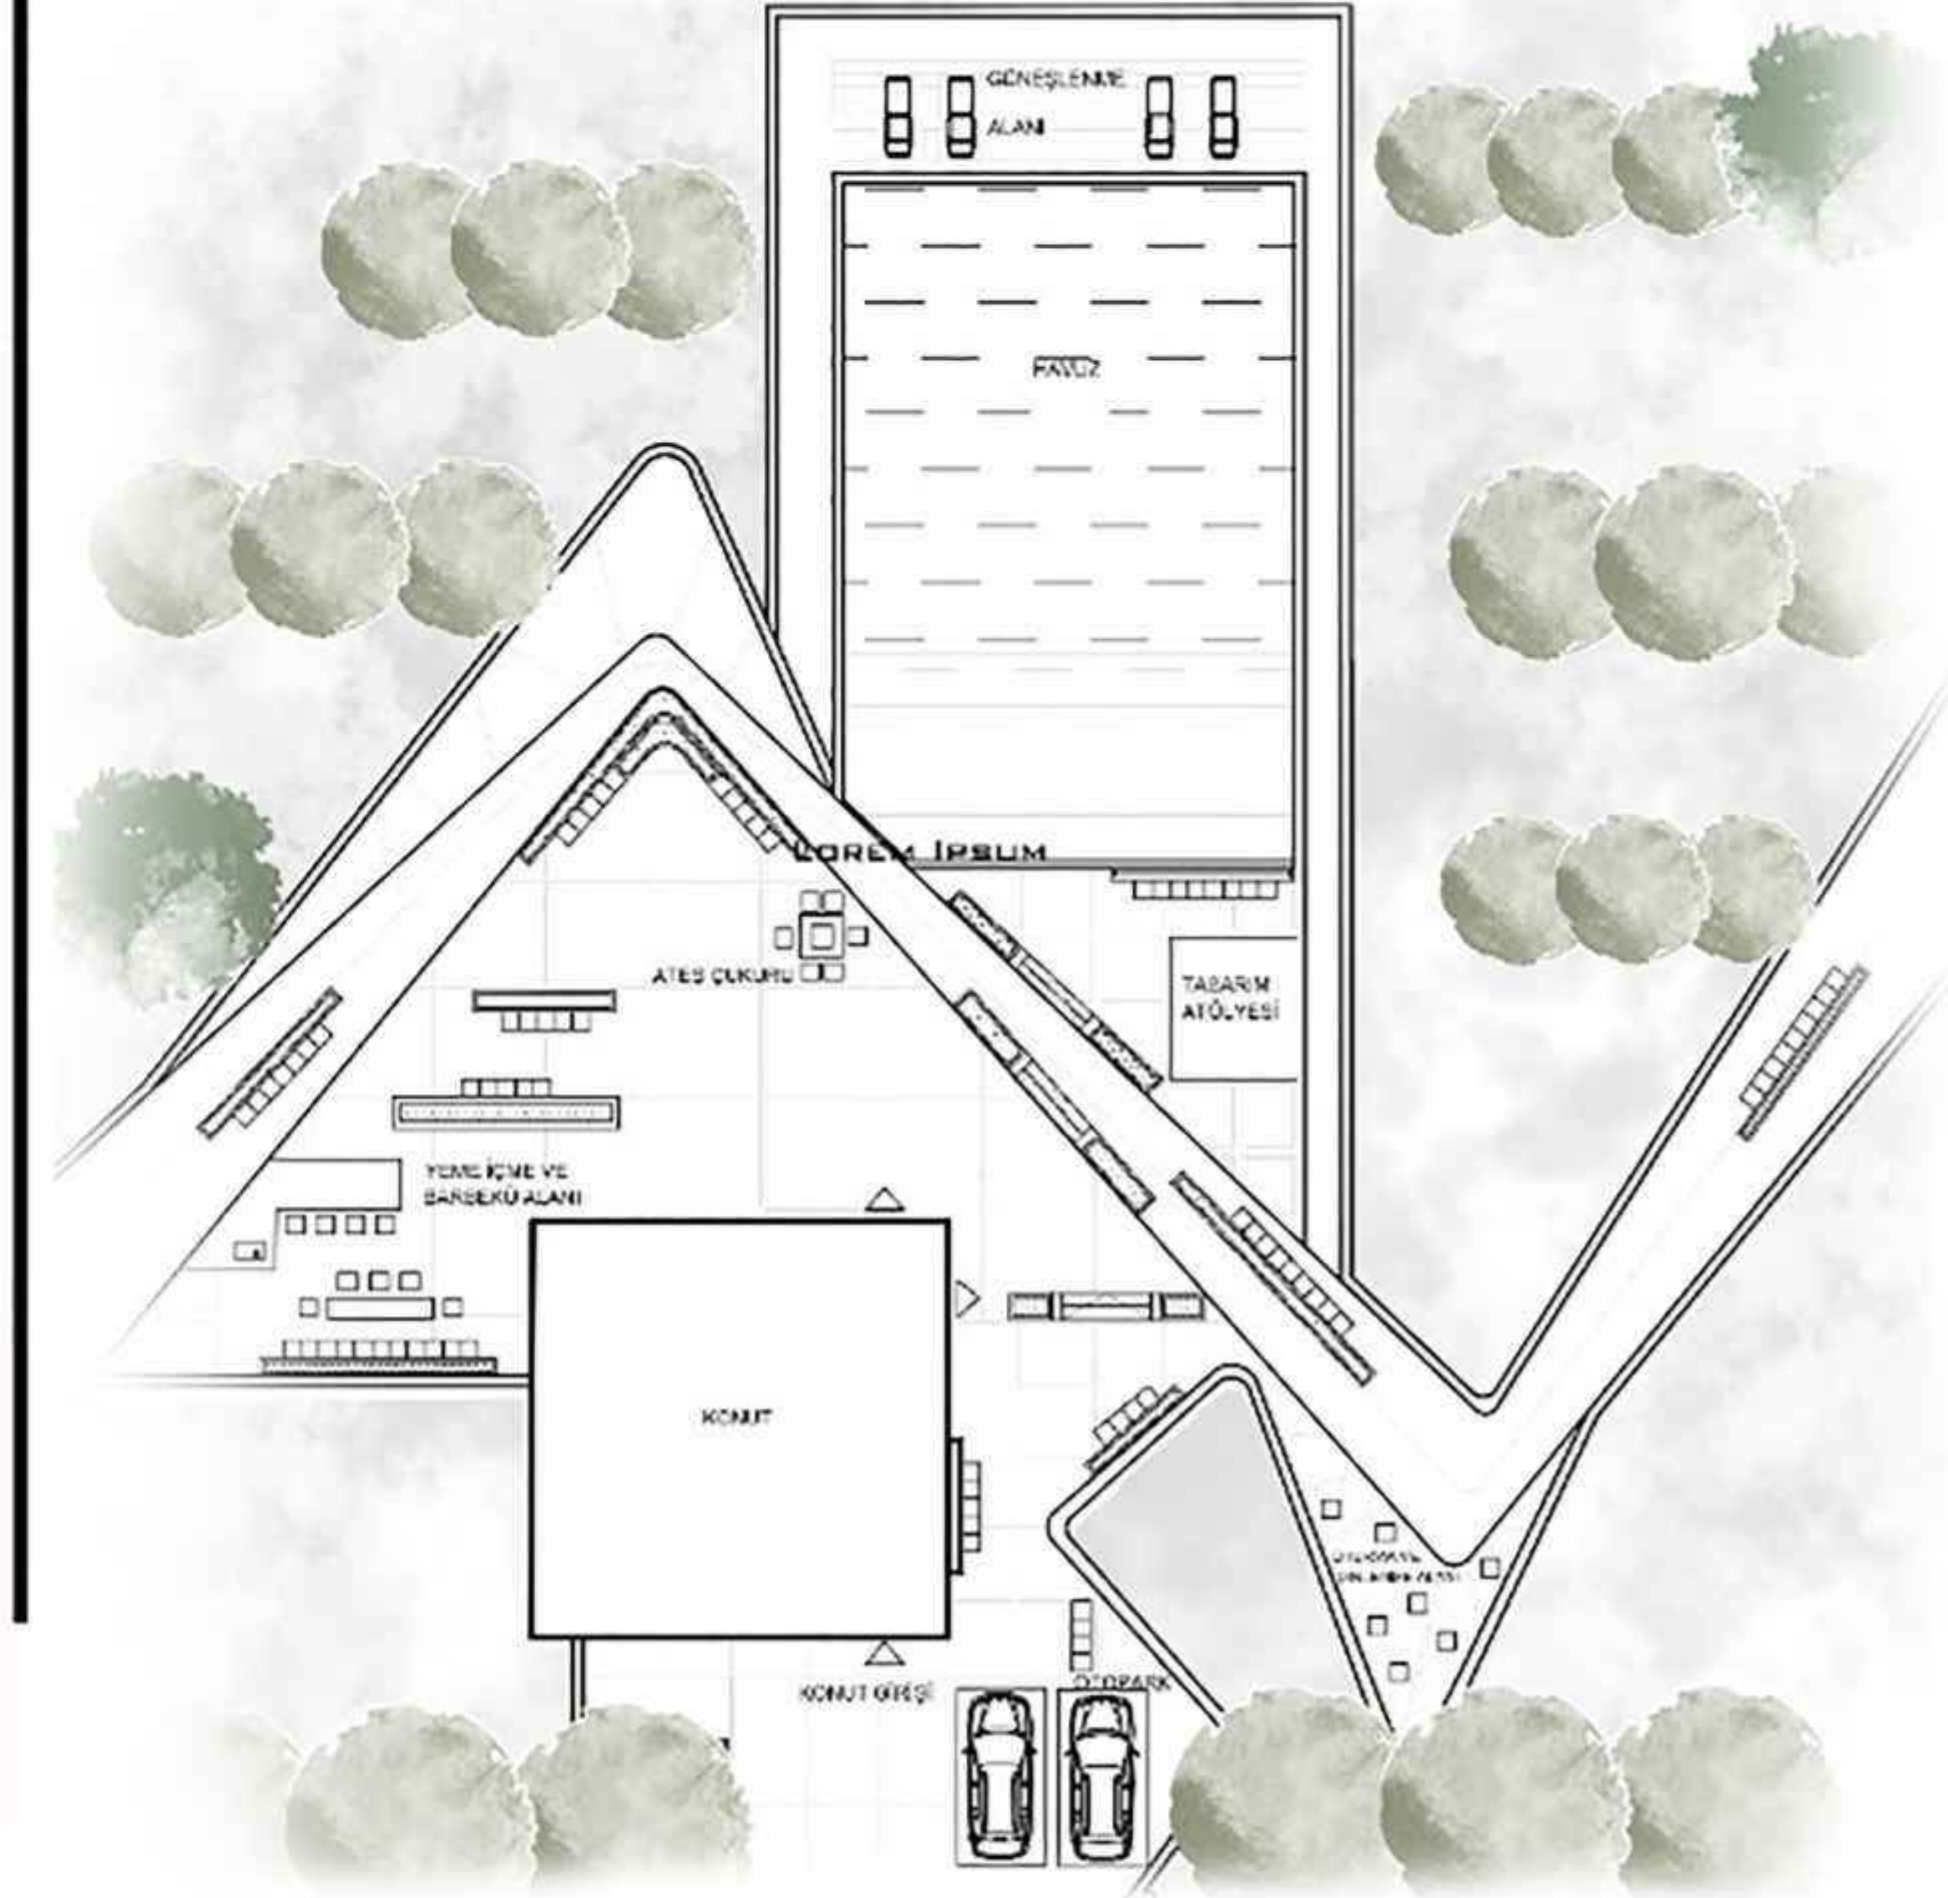 GÜNEŞLENME
ALANI
HAVUZ
LOREM İPSUM
ATEŞ ÇUKURU
TASARIM
ATÖLYESİ
YEME İÇME VE
BARBEKÜ ALANI
KONUT
KONUT GİRİŞİ
OTOPARK